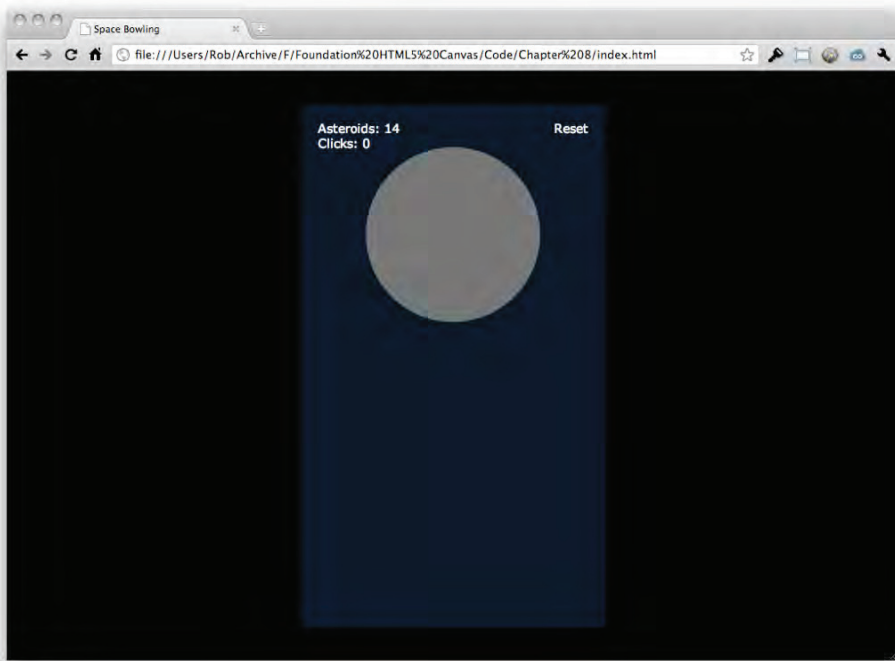 Space Bowling
file:///Users/Rob/Archive/F/Foundation%20HTML5%20Canvas/Code/Chapter%208/index.html
Asteroids: 14
Reset
Clicks: 0